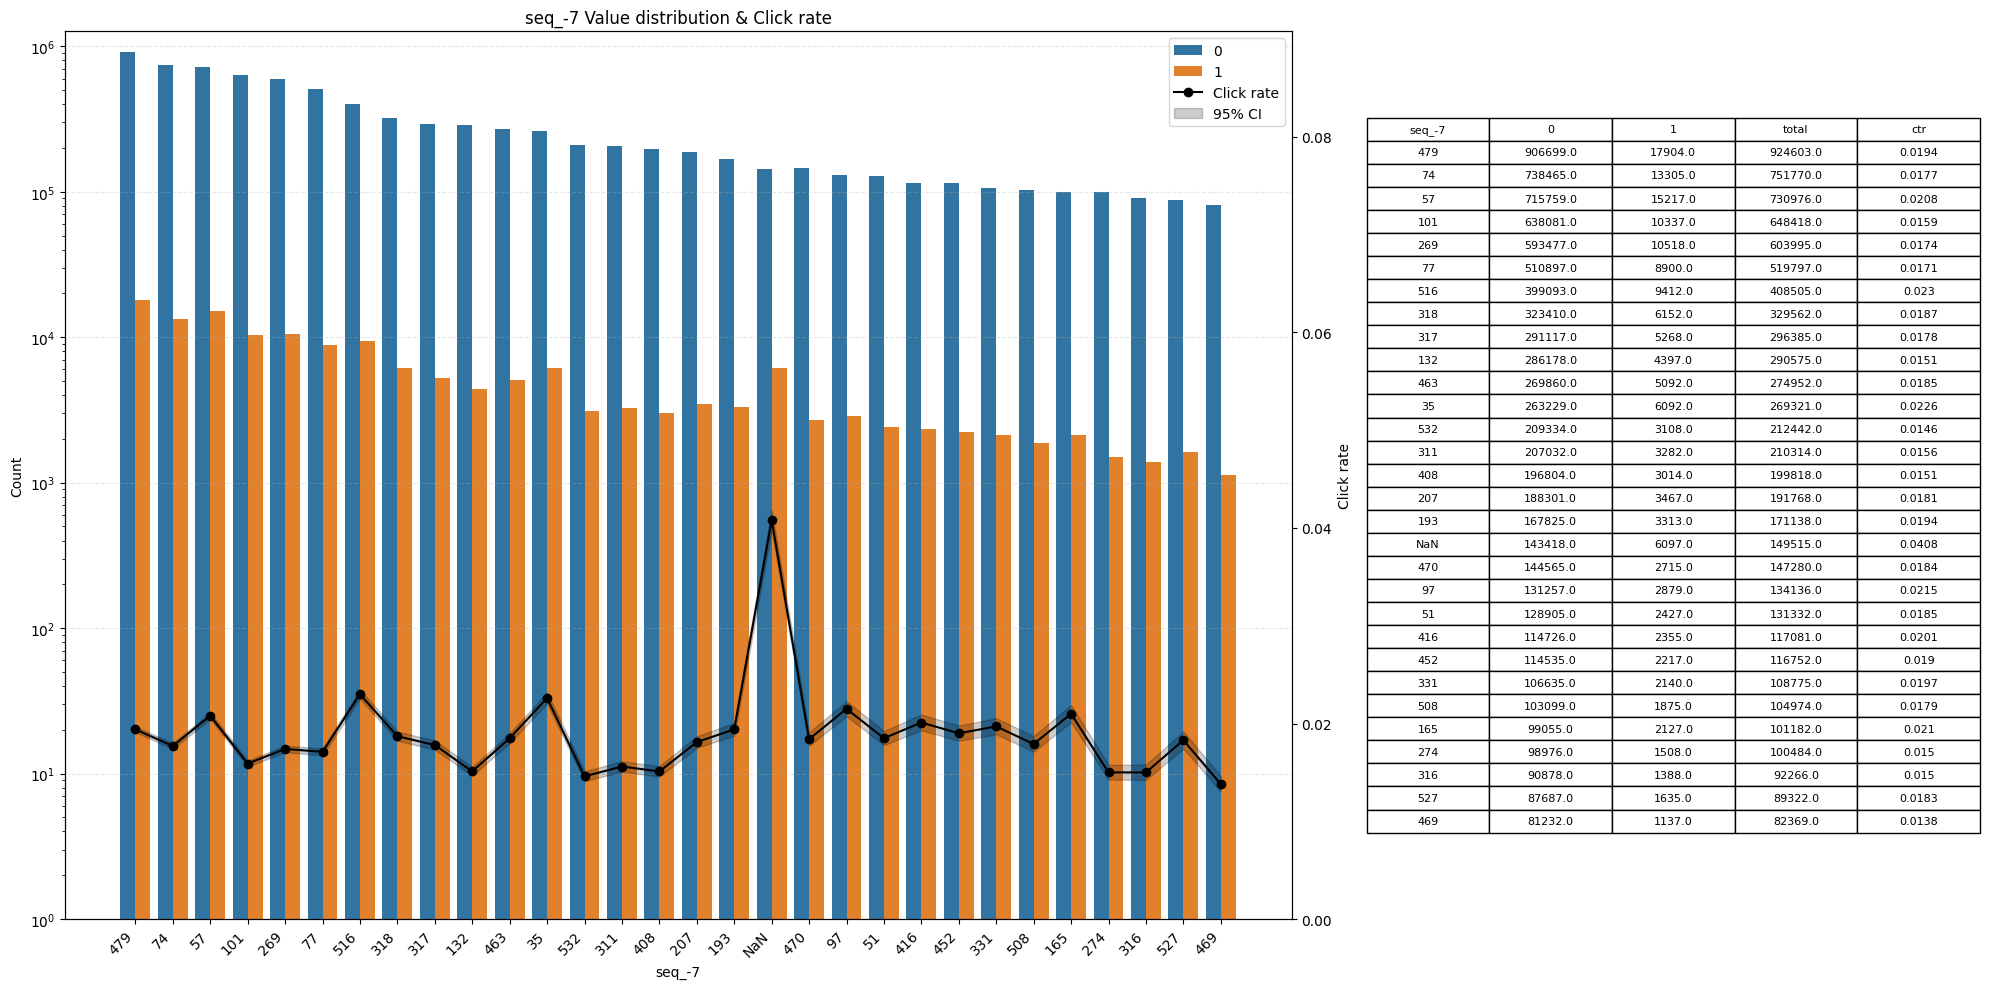 seq_-7 Value distribution & Click rate
0
1
Click rate
95% CI
10^6
10^5
10^4
10^3
10^2
10^1
10^0
Count
0.08
0.06
0.04
0.02
0.00
Click rate
479 74 57 101 269 77 516 318 317 132 463 35 532 311 408 207 193 NaN 470 97 51 416 452 331 508 165 274 316 527 469
seq_-7
seq_-7 0 1 total ctr
479 906699.0 17904.0 924603.0 0.0194
74 738465.0 13305.0 751770.0 0.0177
57 715759.0 15217.0 730976.0 0.0208
101 638081.0 10337.0 648418.0 0.0159
269 593477.0 10518.0 603995.0 0.0174
77 510897.0 8900.0 519797.0 0.0171
516 399093.0 9412.0 408505.0 0.023
318 323410.0 6152.0 329562.0 0.0187
317 291117.0 5268.0 296385.0 0.0178
132 286178.0 4397.0 290575.0 0.0151
463 269860.0 5092.0 274952.0 0.0185
35 263229.0 6092.0 269321.0 0.0226
532 209334.0 3108.0 212442.0 0.0146
311 207032.0 3282.0 210314.0 0.0156
408 196804.0 3014.0 199818.0 0.0151
207 188301.0 3467.0 191768.0 0.0181
193 167825.0 3313.0 171138.0 0.0194
NaN 143418.0 6097.0 149515.0 0.0408
470 144565.0 2715.0 147280.0 0.0184
97 131257.0 2879.0 134136.0 0.0215
51 128905.0 2427.0 131332.0 0.0185
416 114726.0 2355.0 117081.0 0.0201
452 114535.0 2217.0 116752.0 0.019
331 106635.0 2140.0 108775.0 0.0197
508 103099.0 1875.0 104974.0 0.0179
165 99055.0 2127.0 101182.0 0.021
274 98976.0 1508.0 100484.0 0.015
316 90878.0 1388.0 92266.0 0.015
527 87687.0 1635.0 89322.0 0.0183
469 81232.0 1137.0 82369.0 0.0138